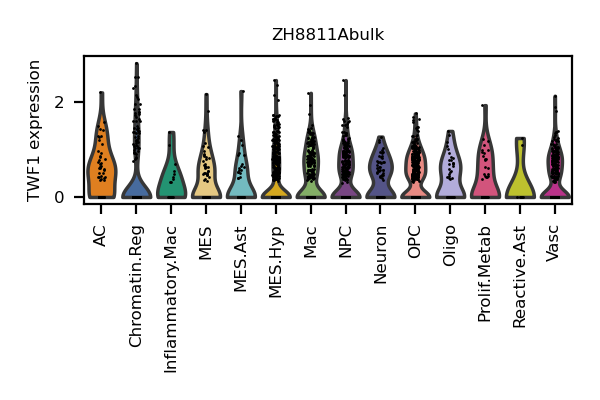 ZH8811Abulk
TWF1 expression
2
0
AC
Chromatin.Reg
Inflammatory.Mac
MES
MES.Ast
MES.Hyp
Mac
NPC
Neuron
OPC
Oligo
Prolif.Metab
Reactive.Ast
Vasc